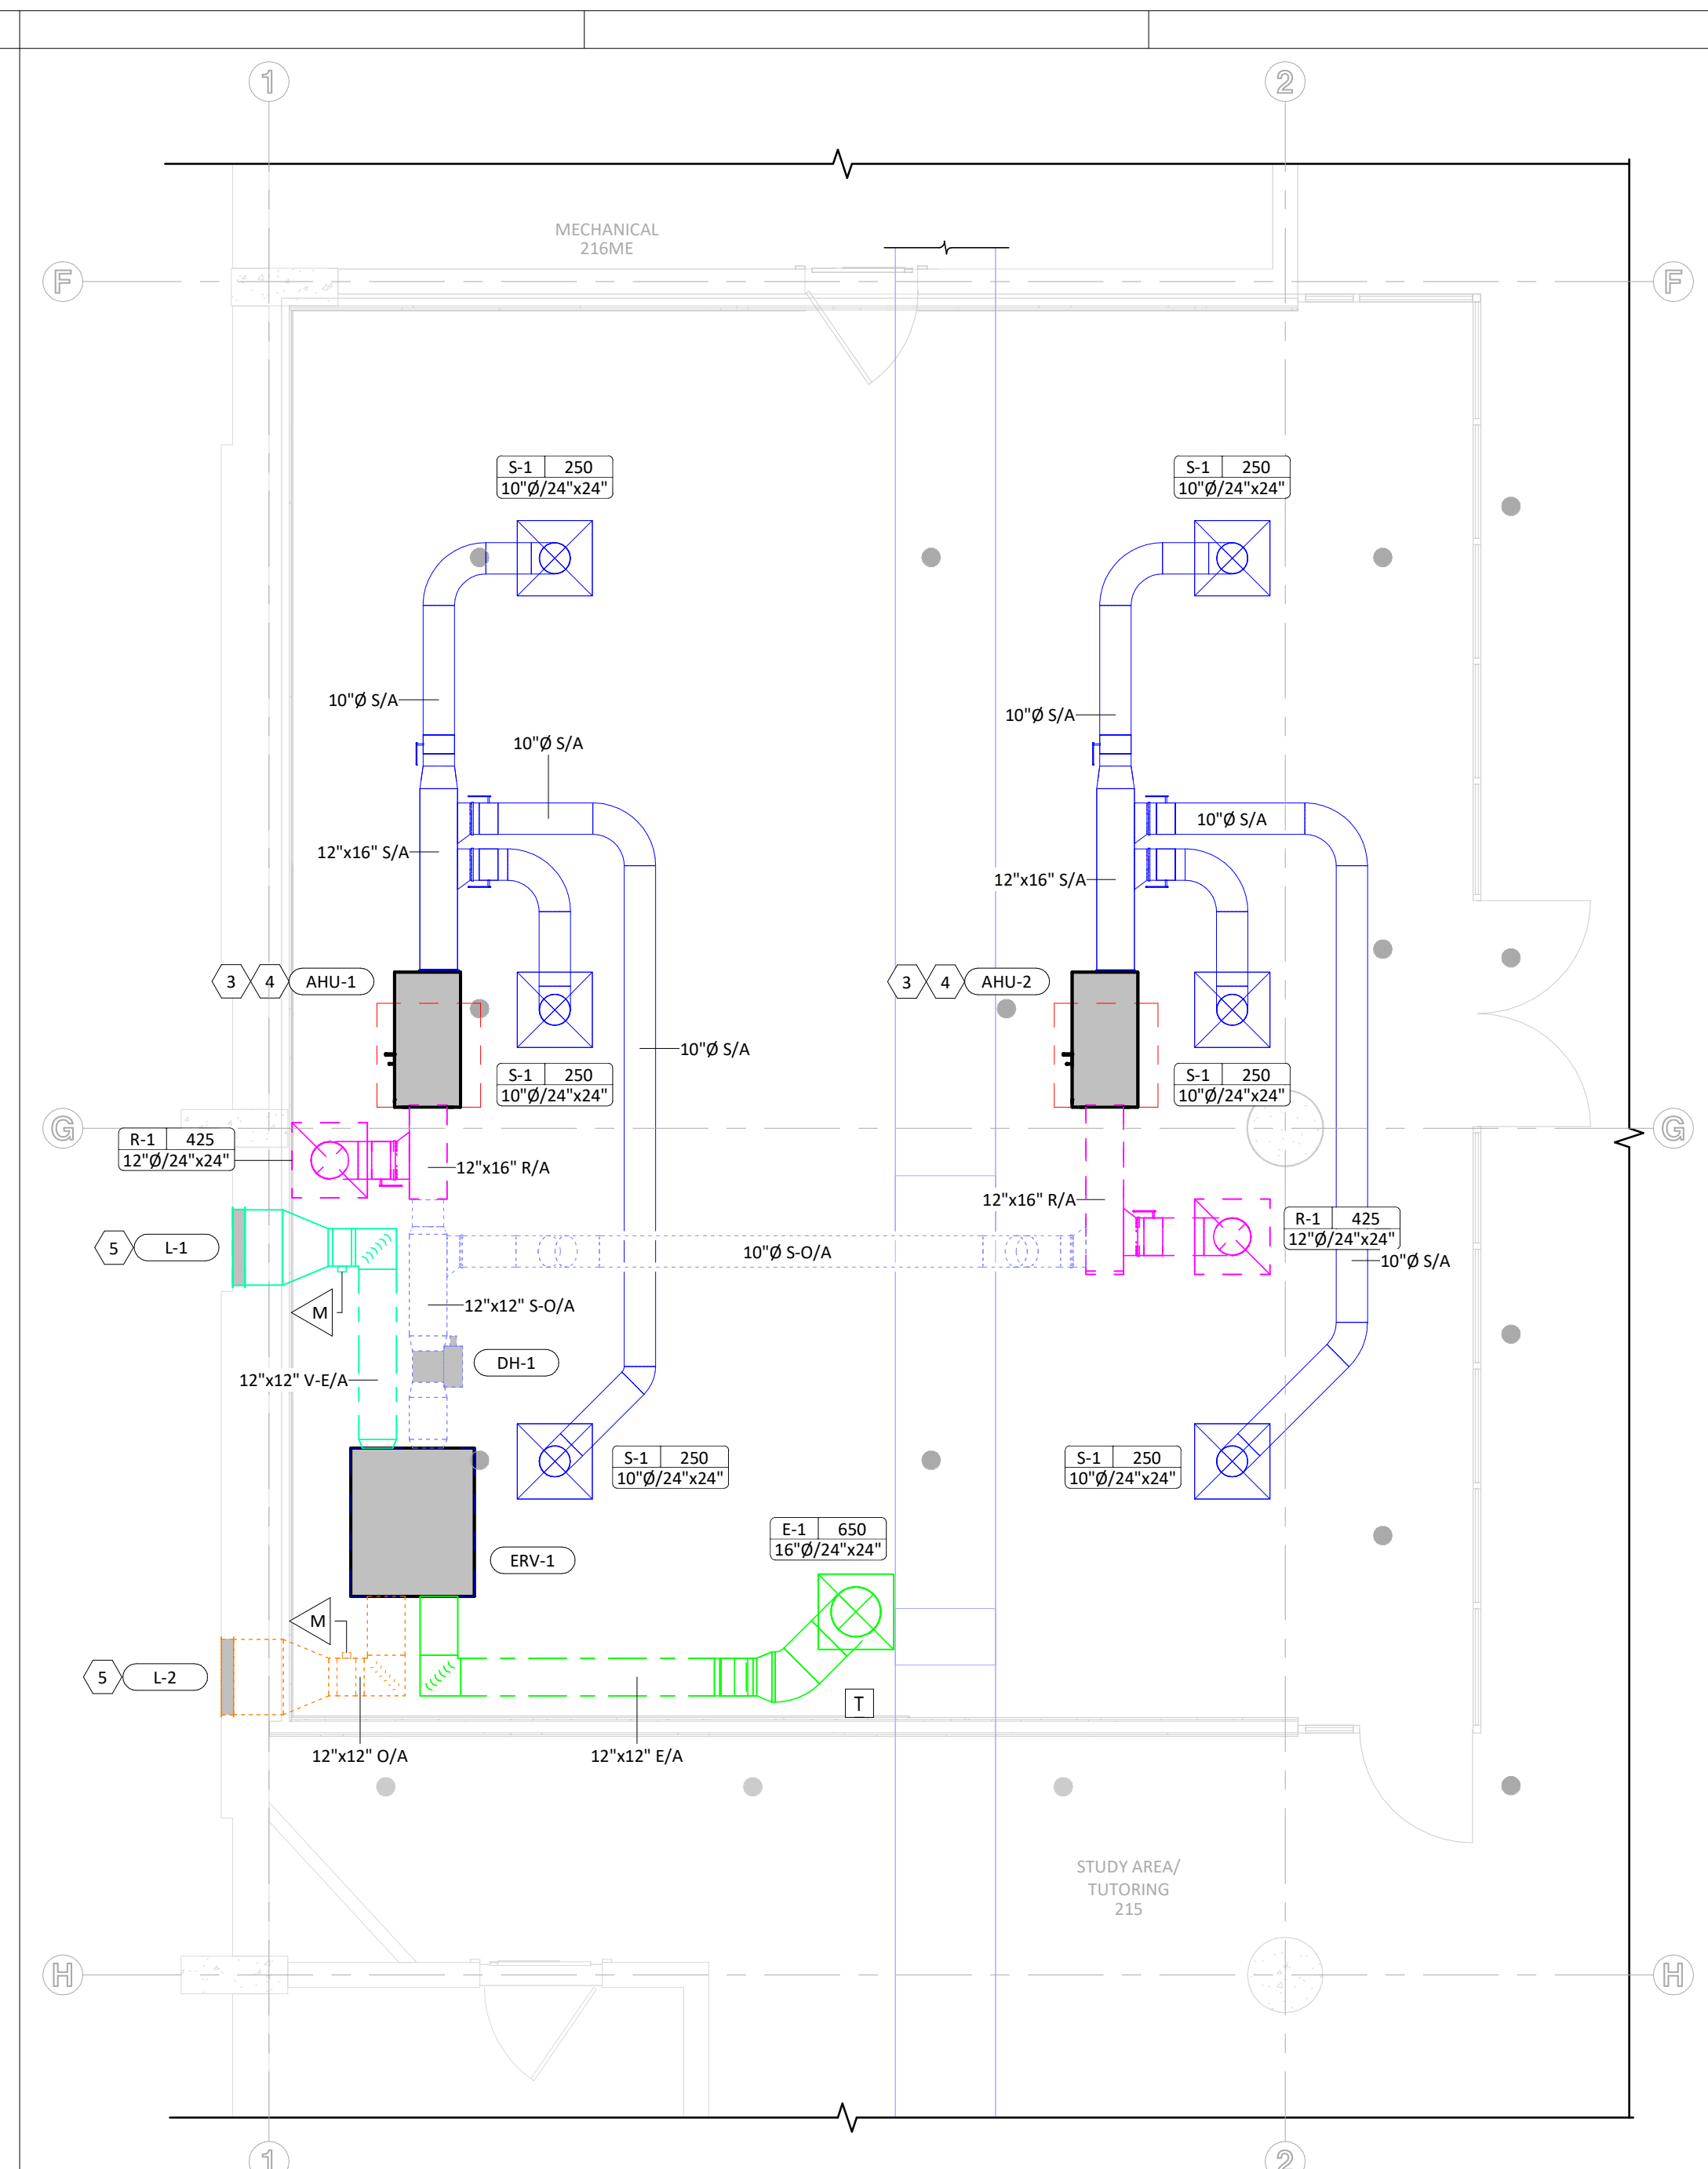 1
2
MECHANICAL
216ME
F
F
S-1 250
10"Ø/24"x24"
S-1 250
10"Ø/24"x24"
10"Ø S/A
10"Ø S/A
10"Ø S/A
10"Ø S/A
12"x16" S/A
12"x16" S/A
3 4 AHU-1
3 4 AHU-2
10"Ø S/A
S-1 250
10"Ø/24"x24"
S-1 250
10"Ø/24"x24"
G
G
R-1 425
12"Ø/24"x24"
12"x16" R/A
12"x16" R/A
R-1 425
12"Ø/24"x24"
5 L-1
10"Ø S-O/A
10"Ø S/A
M
12"x12" S-O/A
DH-1
12"x12" V-E/A
S-1 250
10"Ø/24"x24"
S-1 250
10"Ø/24"x24"
E-1 650
16"Ø/24"x24"
ERV-1
M
5 L-2
T
12"x12" O/A
12"x12" E/A
STUDY AREA/
TUTORING
215
H
H
1
2